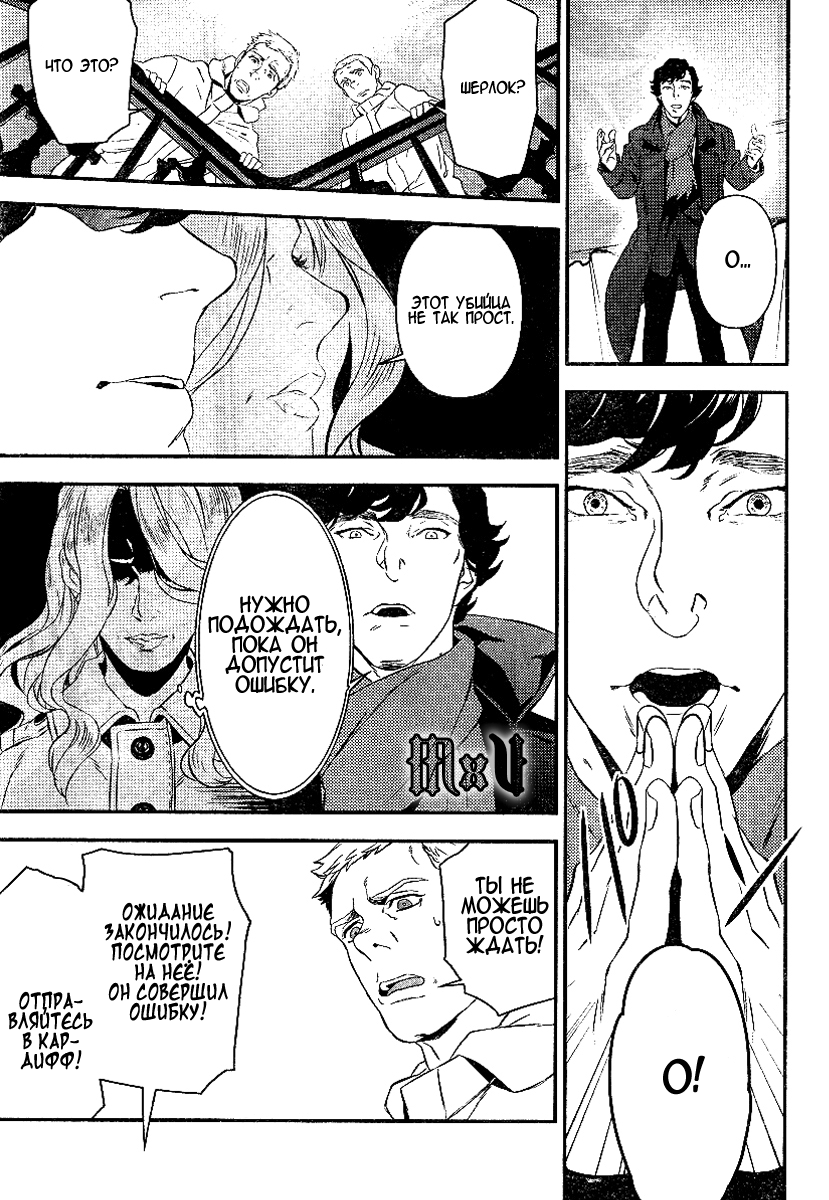 О...
О!
ШЕРЛОК?
ЧТО ЭТО?
ЭТОТ УБИЙЦА
НЕ ТАК ПРОСТ.
НУЖНО
ПОДОЖДАТЬ,
ПОКА ОН
ДОПУСТИТ
ОШИБКУ.
ТЫ НЕ
МОЖЕШЬ
ПРОСТО
ЖДАТЬ!
ОЖИДАНИЕ
ЗАКОНЧИЛОСЬ!
ПОСМОТРИТЕ
НА НЕЁ!
ОН СОВЕРШИЛ
ОШИБКУ!
ОТПРА-
ВЛЯЙТЕСЬ
В КАР-
ДИФФ!